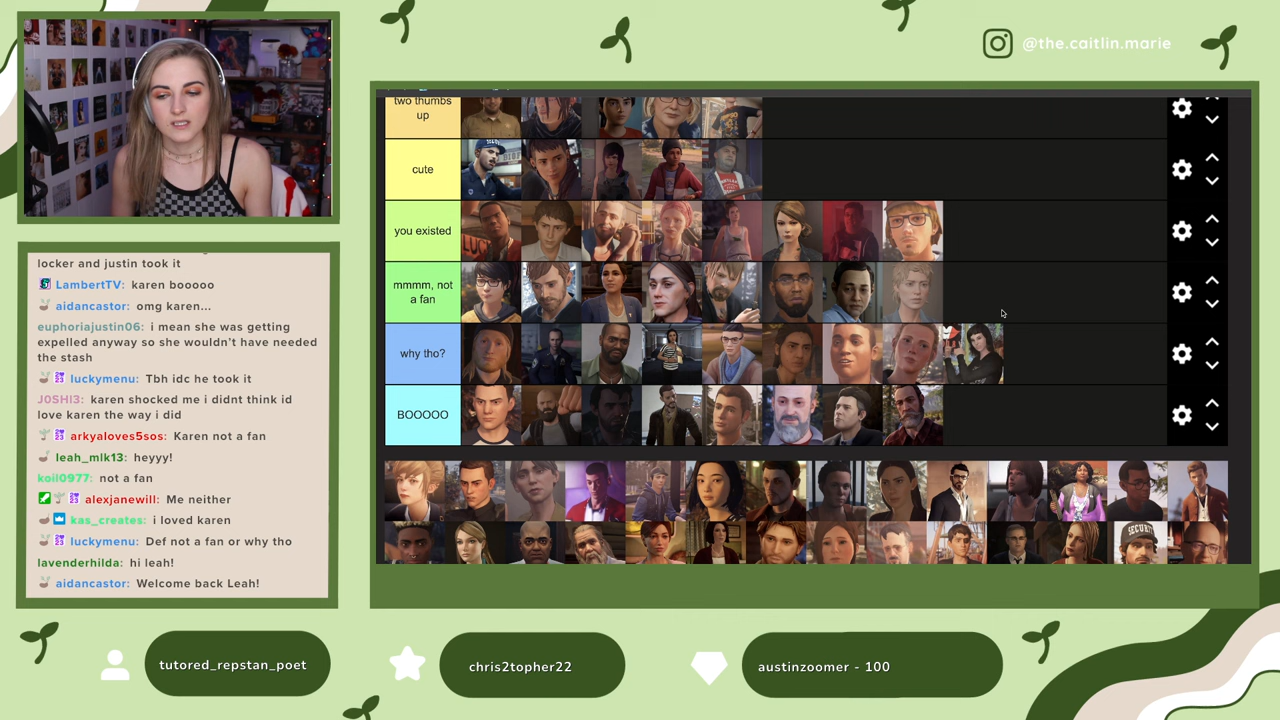 @the.caitlin.marie
two thumbs
up
cute
you existed
mmmm, not
a fan
why tho?
BOOOOO
locker and justin took it
LambertTV: karen booooo
aidancastor: omg karen...
euphoriajustin06: i mean she was getting
expelled anyway so she wouldn't have needed
the stash
luckymenu: Tbh idc he took it
J0SHI3: karen shocked me i didnt think id
love karen the way i did
arkyaloves5sos: Karen not a fan
leah_mlk13: heyyy!
koil0977: not a fan
alexjanewill: Me neither
kas_creates: i loved karen
luckymenu: Def not a fan or why tho
lavenderhilda: hi leah!
aidancastor: Welcome back Leah!
SECURITY
tutored_repstan_poet
chris2topher22
austinzoomer - 100